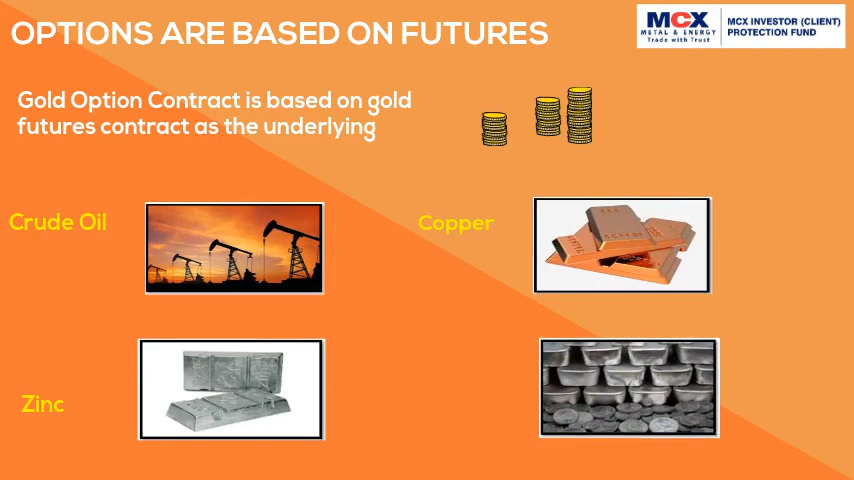 OPTIONS ARE BASED ON FUTURES
MCX
METAL & ENERGY
Trade with Trust
MCX INVESTOR (CLIENT)
PROTECTION FUND
Gold Option Contract is based on gold
futures contract as the underlying
Crude Oil
Copper
Zinc